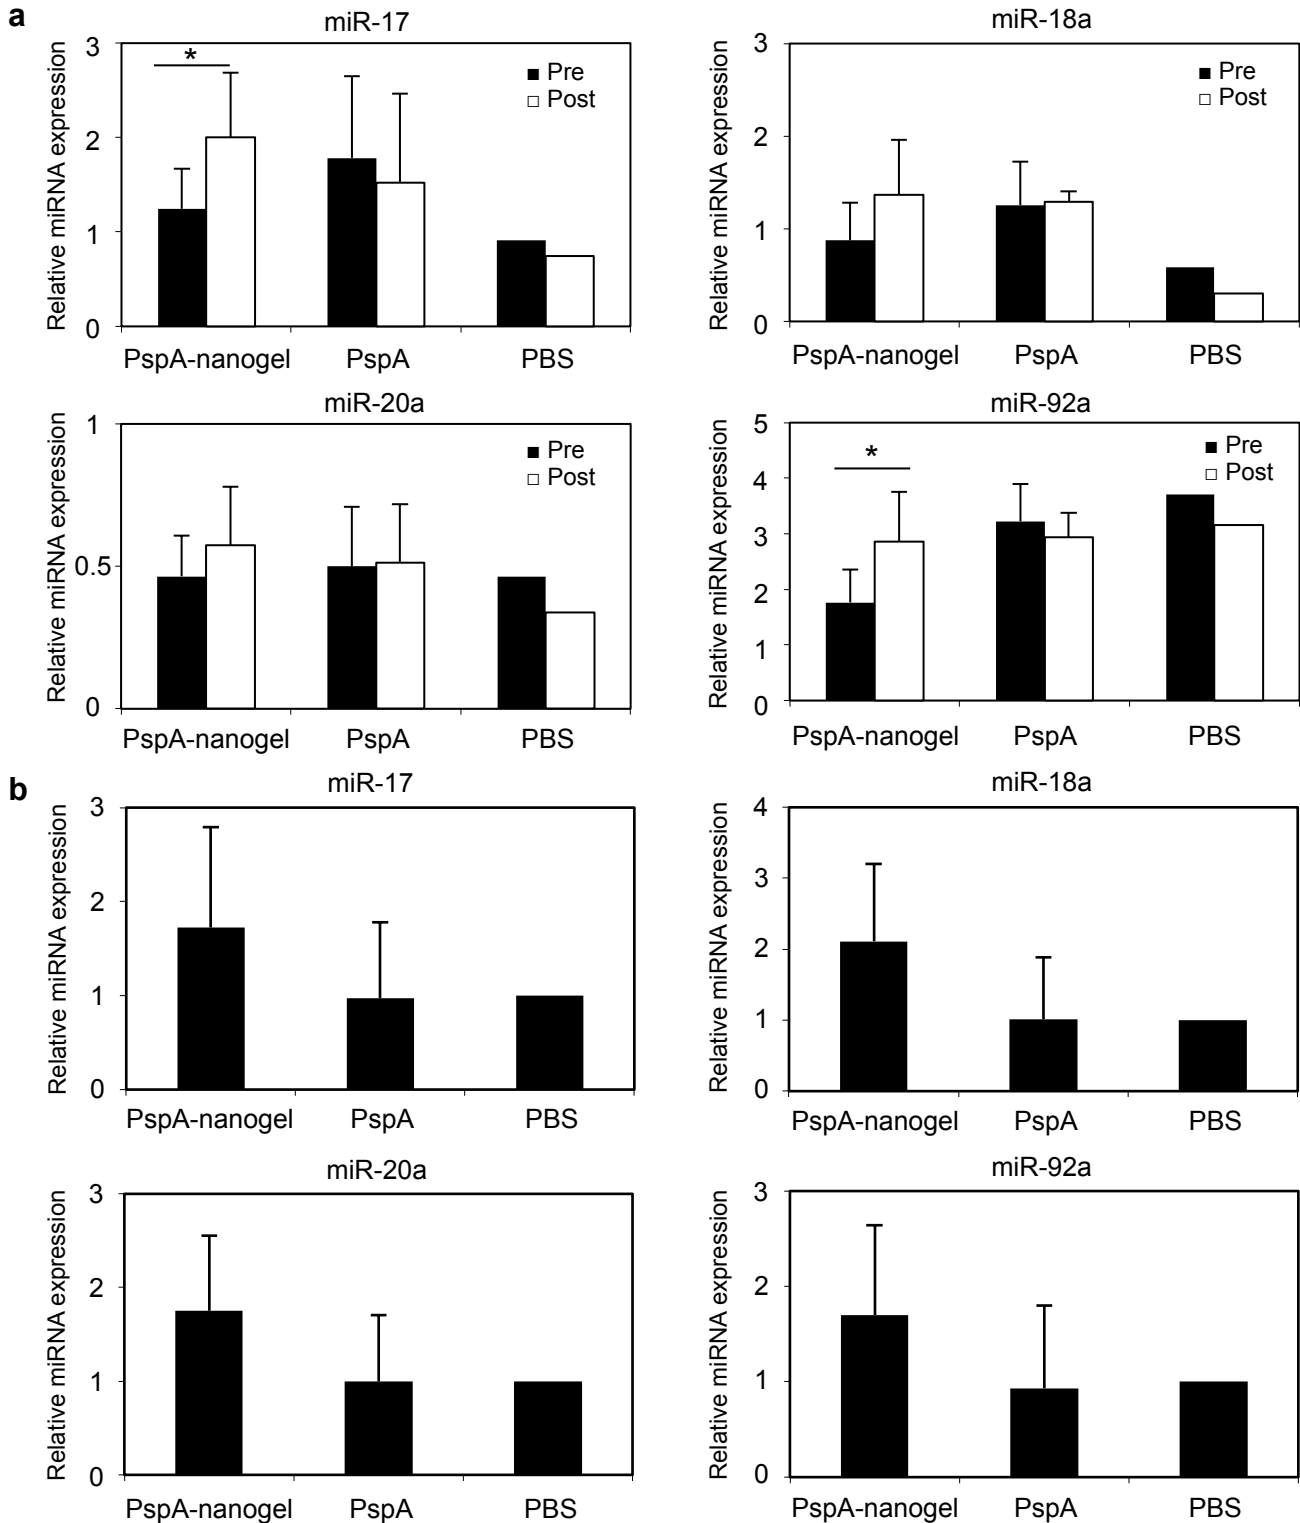 a
miR-17
Relative miRNA expression
3
2
1
0
*
■ Pre
□ Post
PspA-nanogel PspA PBS
miR-18a
Relative miRNA expression
3
2
1
0
■ Pre
□ Post
PspA-nanogel PspA PBS
miR-20a
Relative miRNA expression
1
0.5
0
■ Pre
□ Post
PspA-nanogel PspA PBS
miR-92a
Relative miRNA expression
5
4
3
2
1
0
*
■ Pre
□ Post
PspA-nanogel PspA PBS
b
miR-17
Relative miRNA expression
3
2
1
0
PspA-nanogel PspA PBS
miR-18a
Relative miRNA expression
4
3
2
1
0
PspA-nanogel PspA PBS
miR-20a
Relative miRNA expression
3
2
1
0
PspA-nanogel PspA PBS
miR-92a
Relative miRNA expression
3
2
1
0
PspA-nanogel PspA PBS